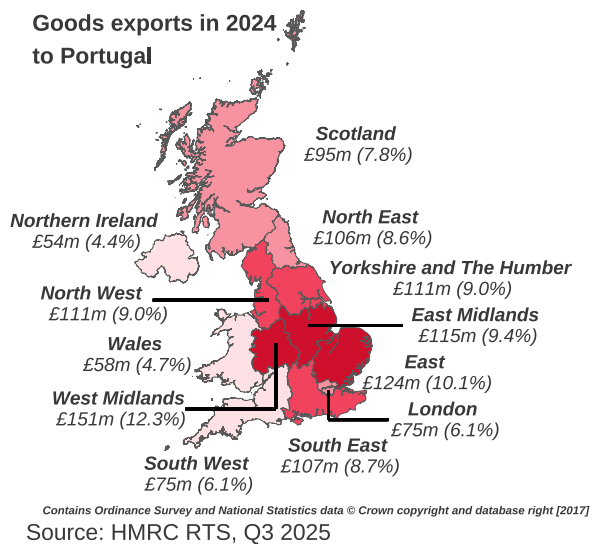 Goods exports in 2024
to Portugal
Scotland
£95m (7.8%)
Northern Ireland
£54m (4.4%)
North East
£106m (8.6%)
Yorkshire and The Humber
£111m (9.0%)
North West
£111m (9.0%)
East Midlands
£115m (9.4%)
Wales
£58m (4.7%)
East
£124m (10.1%)
West Midlands
£151m (12.3%)
London
£75m (6.1%)
South East
£107m (8.7%)
South West
£75m (6.1%)
Contains Ordinance Survey and National Statistics data © Crown copyright and database right [2017]
Source: HMRC RTS, Q3 2025